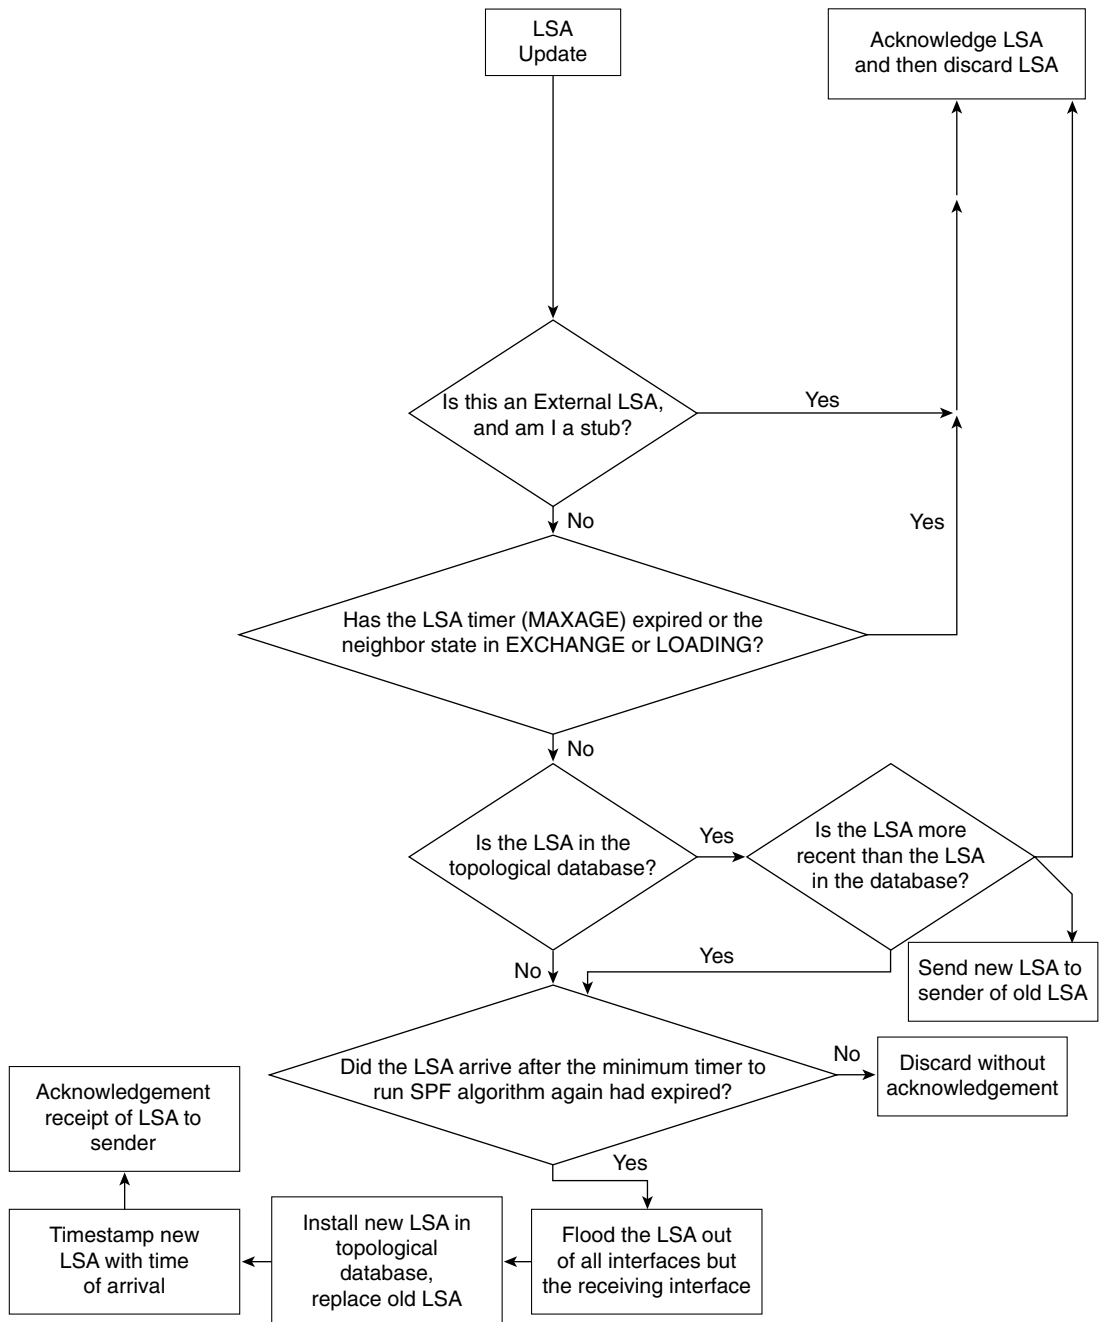 LSA
Update
Acknowledge LSA
and then discard LSA
Is this an External LSA,
and am I a stub?
Yes
No
Yes
Has the LSA timer (MAXAGE) expired or the
neighbor state in EXCHANGE or LOADING?
No
Is the LSA in the
topological database?
Yes
Is the LSA more
recent than the LSA
in the database?
No
Yes
Send new LSA to
sender of old LSA
Did the LSA arrive after the minimum timer to
run SPF algorithm again had expired?
No
Discard without
acknowledgement
Yes
Acknowledgement
receipt of LSA to
sender
Timestamp new
LSA with time
of arrival
Install new LSA in
topological
database,
replace old LSA
Flood the LSA out
of all interfaces but
the receiving interface